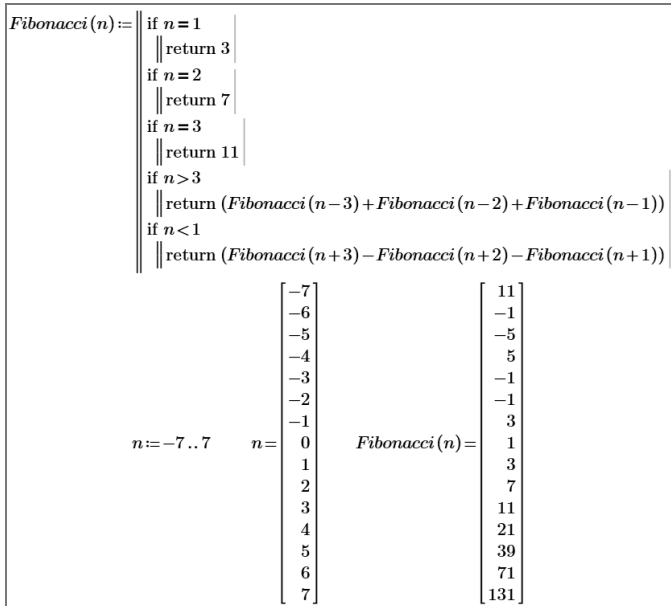 Fibonacci(n):=‖if n=1
‖return 3
if n=2
‖return 7
if n=3
‖return 11
if n>3
‖return (Fibonacci(n−3)+Fibonacci(n−2)+Fibonacci(n−1))
if n<1
‖return (Fibonacci(n+3)−Fibonacci(n+2)−Fibonacci(n+1))
−7 11
−6 −1
−5 −5
−4 5
−3 −1
−2 −1
−1 3
n:=−7..7 n= 0 Fibonacci(n)= 1
1 3
2 7
3 11
4 21
5 39
6 71
7 131